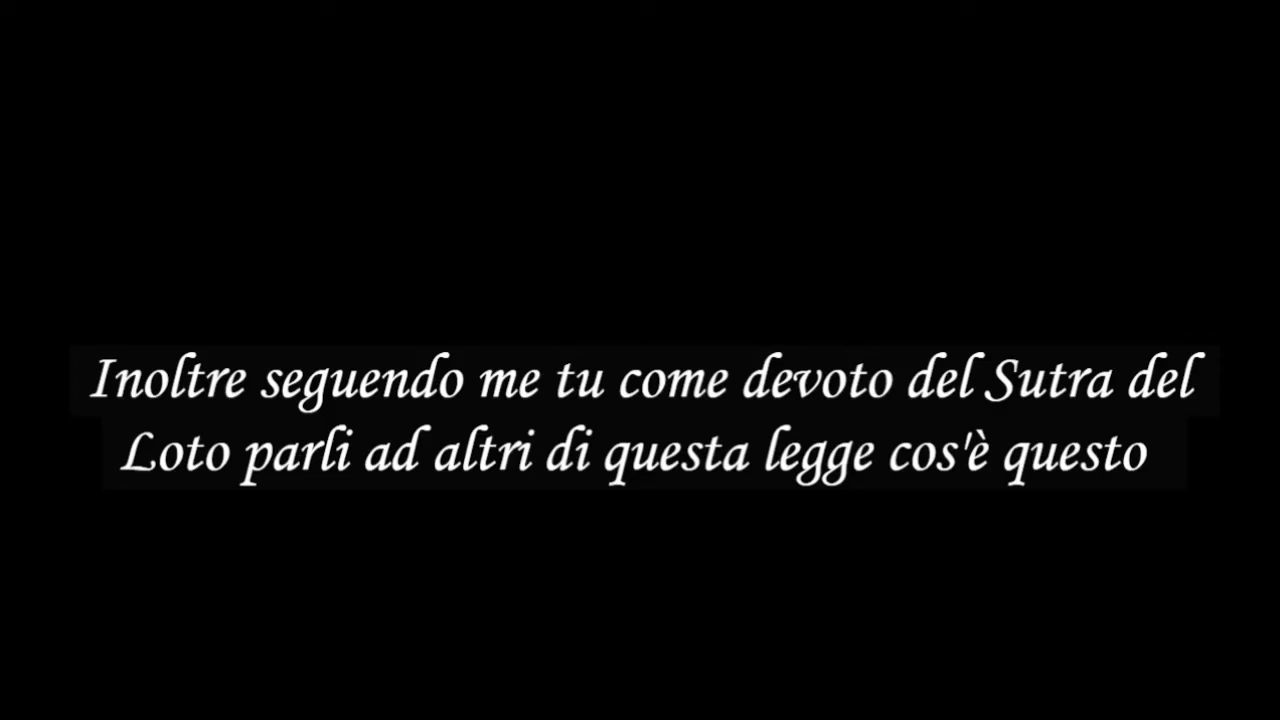 Inoltre seguendo me tu come devoto del Sutra del
Loto parli ad altri di questa legge cos'è questo